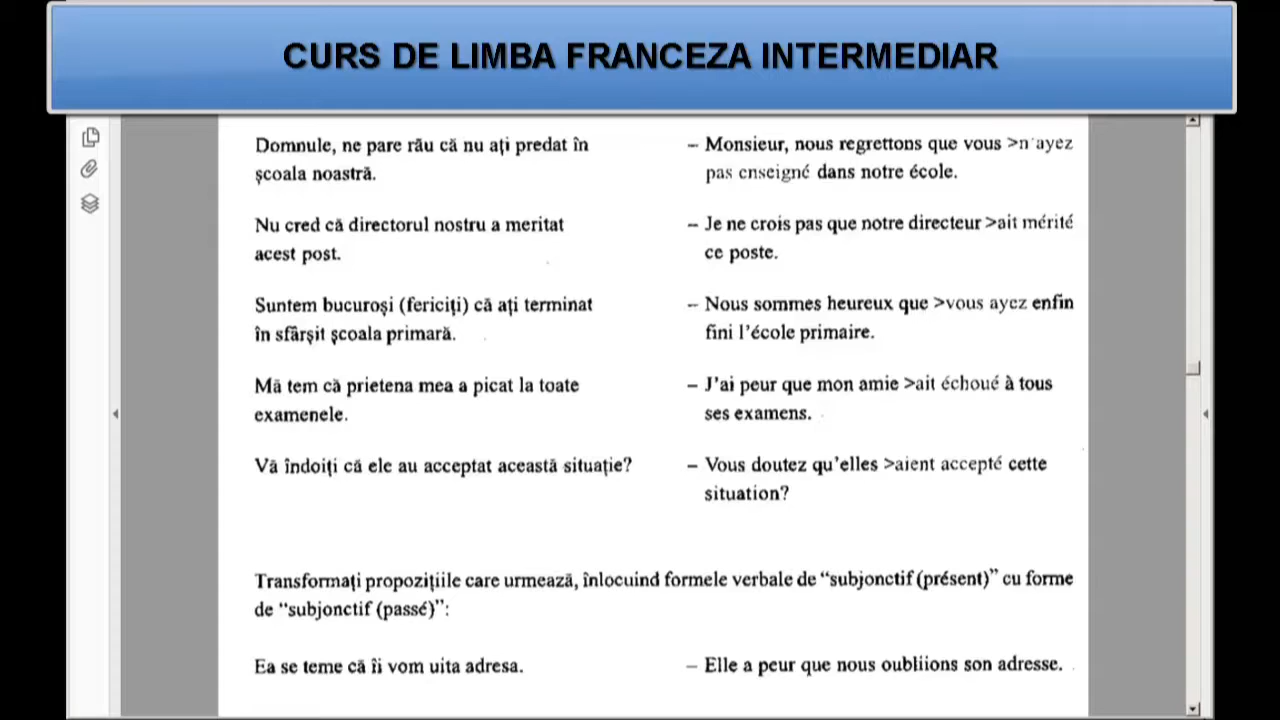 CURS DE LIMBA FRANCEZA INTERMEDIAR
Domnule, ne pare rău că nu ați predat în
școala noastră.
– Monsieur, nous regrettons que vous >n'ayez
pas enseigné dans notre école.
Nu cred că directorul nostru a meritat
acest post.
– Je ne crois pas que notre directeur >ait mérité
ce poste.
Suntem bucuroși (fericiți) că ați terminat
în sfârșit școala primară.
– Nous sommes heureux que >vous ayez enfin
fini l'école primaire.
Mă tem că prietena mea a picat la toate
examenele.
– J'ai peur que mon amie >ait échoué à tous
ses examens.
Vă îndoiți că ele au acceptat această situație?
– Vous doutez qu'elles >aient accepté cette
situation?
Transformați propozițiile care urmează, înlocuind formele verbale de “subjonctif (présent)” cu forme
de “subjonctif (passé)”:
Ea se teme că îi vom uita adresa.
– Elle a peur que nous oubliions son adresse.